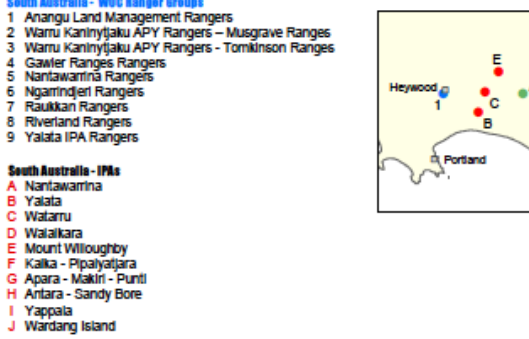 South Australia - WOC Ranger Groups
1 Anangu Land Management Rangers
2 Warru Kaninytjaku APY Rangers – Musgrave Ranges
3 Warru Kaninytjaku APY Rangers - Tomkinson Ranges
4 Gawler Ranges Rangers
5 Nantawarrina Rangers
6 Ngarrindjeri Rangers
7 Raukkan Rangers
8 Riverland Rangers
9 Yalata IPA Rangers
South Australia - IPAs
A Nantawarrina
B Yalata
C Watarru
D Walalkara
E Mount Willoughby
F Kalka - Pipalyatjara
G Apara - Makiri - Punti
H Antara - Sandy Bore
I Yappala
J Wardang Island
E
Heywood
1
C
B
Portland